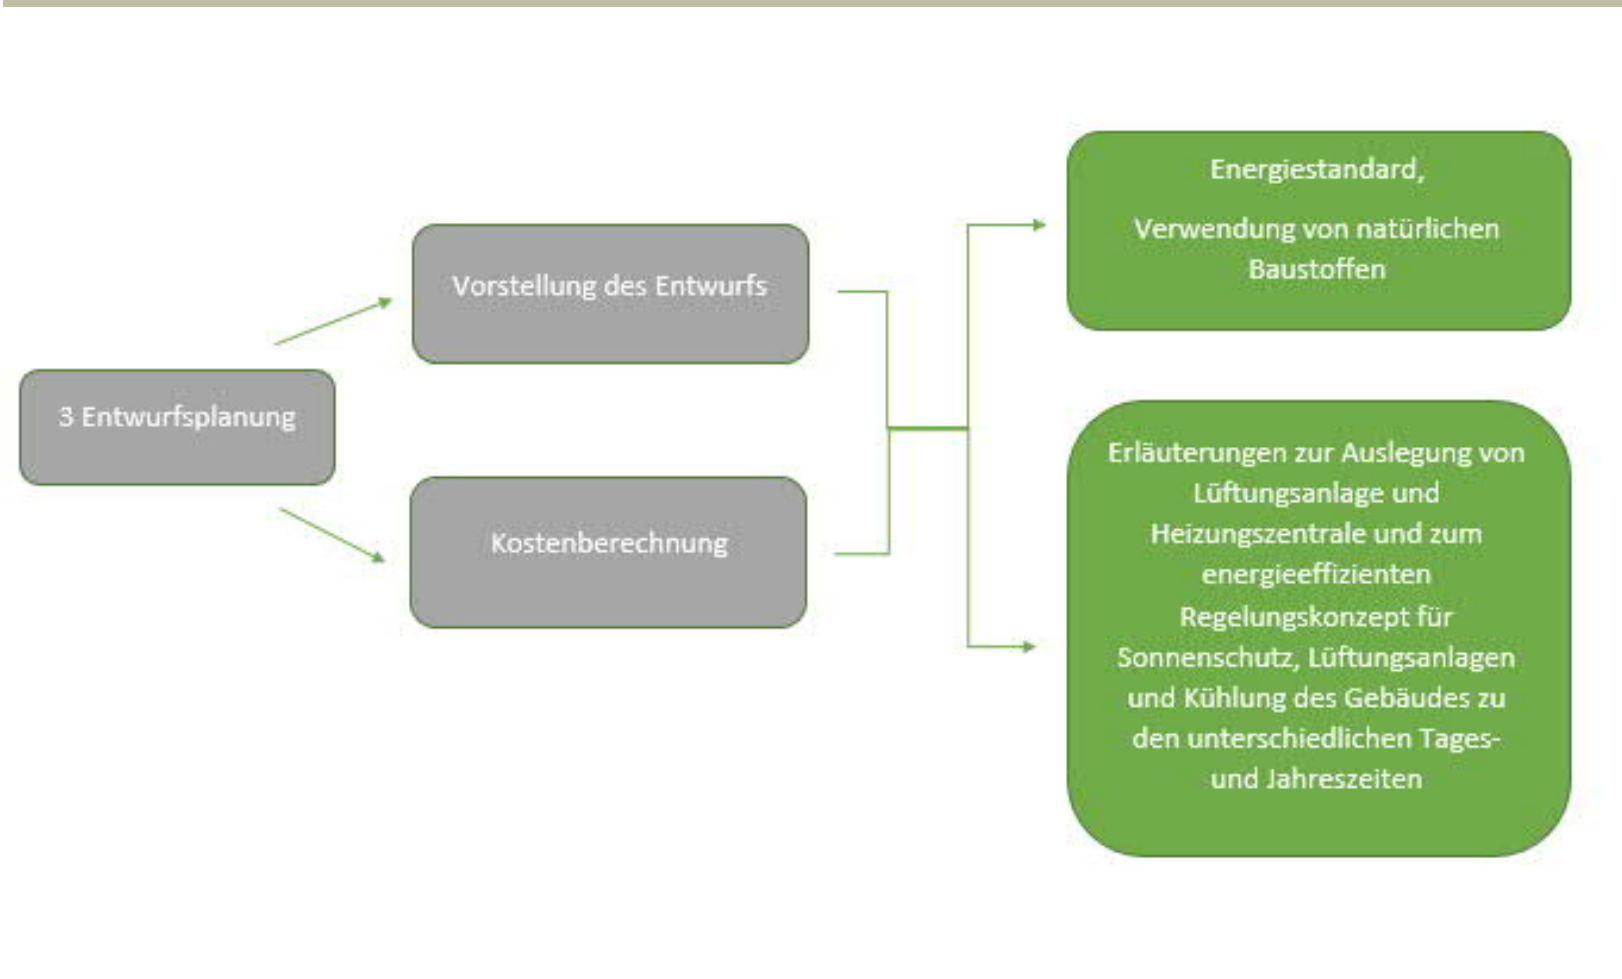 3 Entwurfsplanung
Vorstellung des Entwurfs
Kostenberechnung
Energiestandard,
Verwendung von natürlichen
Baustoffen
Erläuterungen zur Auslegung von
Lüftungsanlage und
Heizungszentrale und zum
energieeffizienten
Regelungskonzept für
Sonnenschutz, Lüftungsanlagen
und Kühlung des Gebäudes zu
den unterschiedlichen Tages-
und Jahreszeiten